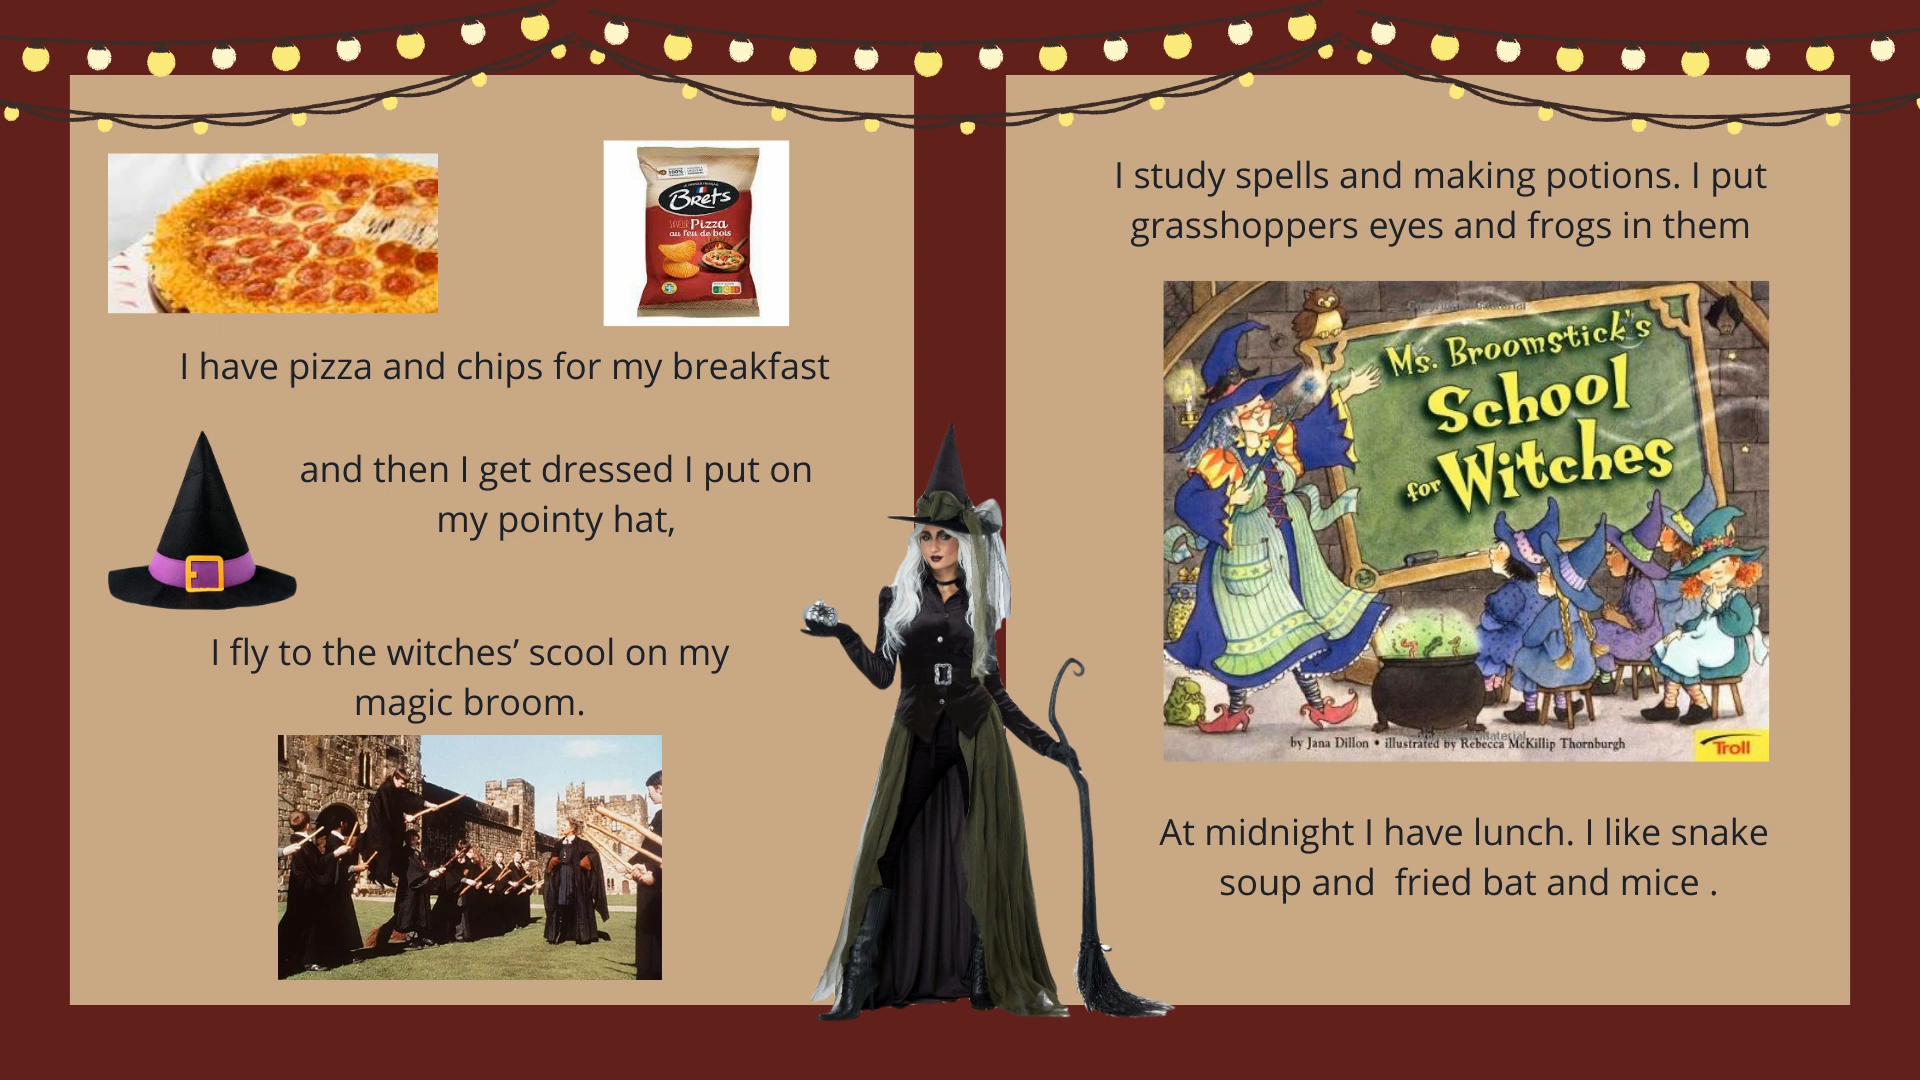 Brets
Pizza
au feu de bois
I have pizza and chips for my breakfast
and then I get dressed I put on
my pointy hat,
I fly to the witches’ scool on my
magic broom.
I study spells and making potions. I put
grasshoppers eyes and frogs in them
Ms. Broomstick's
School
for Witches
by Jana Dillon • illustrated by Rebecca McKillip Thornburgh
Troll
At midnight I have lunch. I like snake
soup and  fried bat and mice .